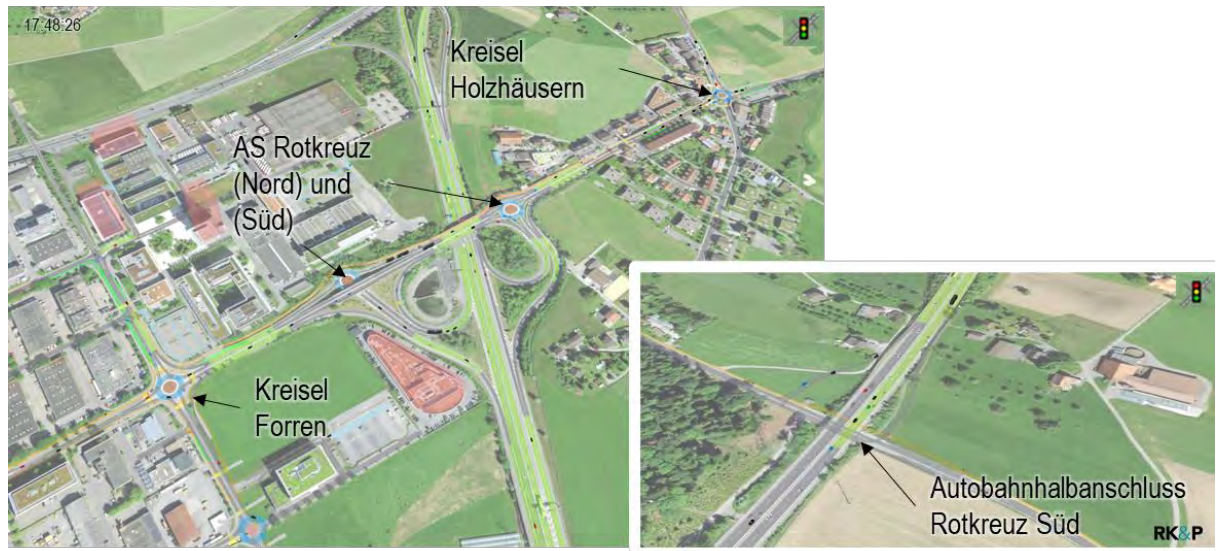 17:48:26
Kreisel
Holzhäusern
AS Rotkreuz
(Nord) und
(Süd)
Kreisel
Forren
Autobahnhalbanschluss
Rotkreuz Süd
RK&P